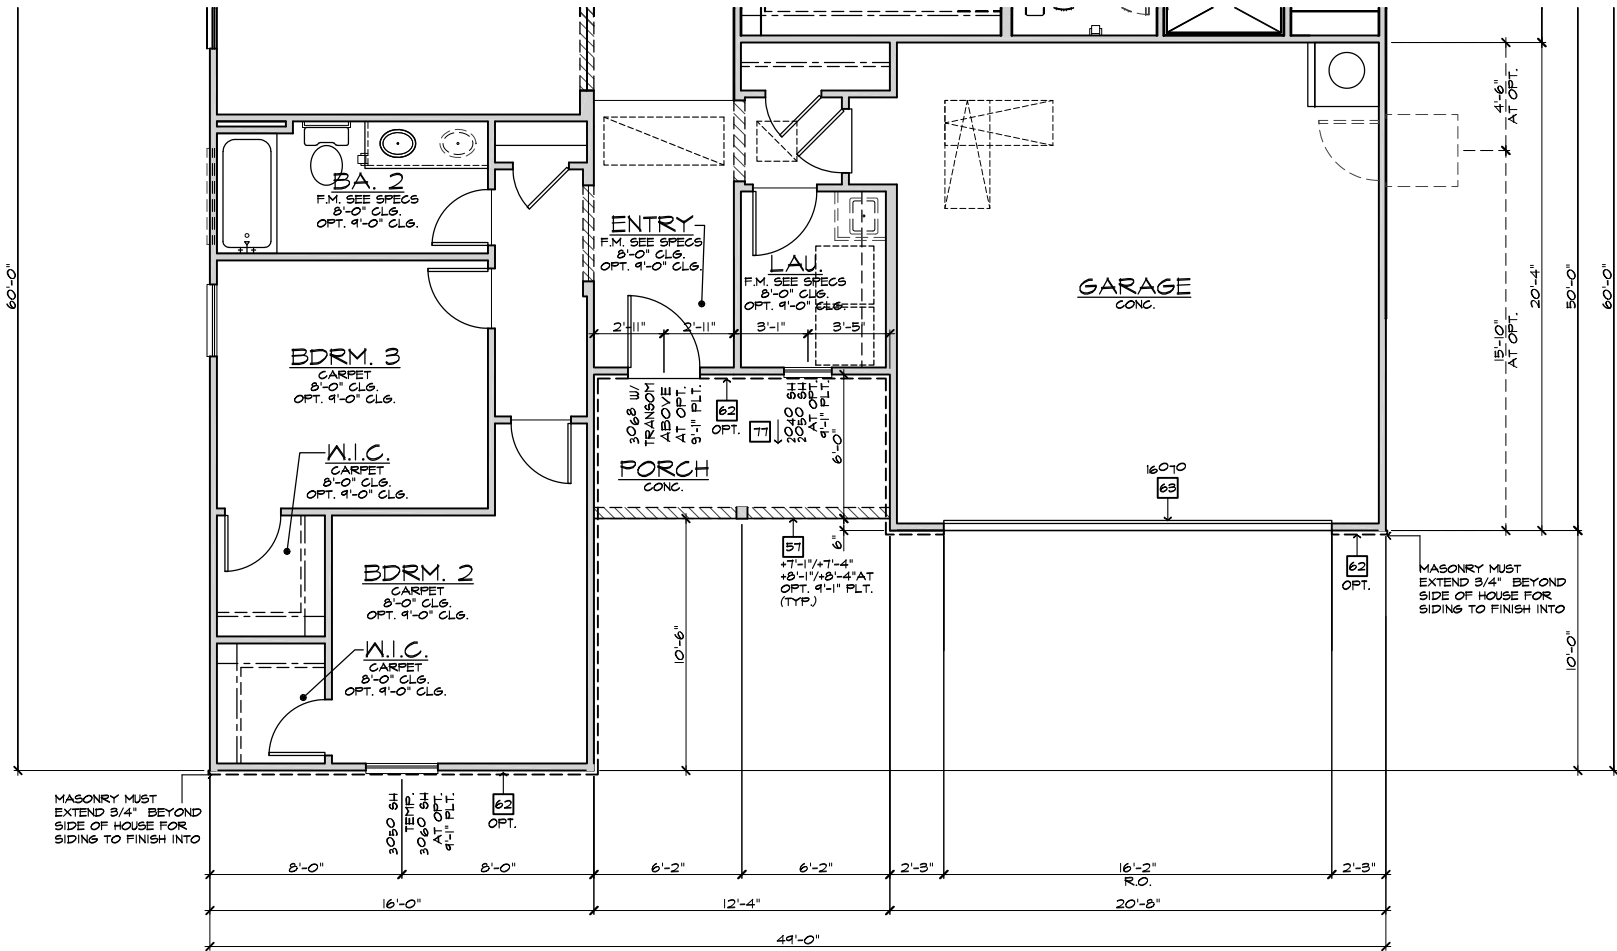 BA. 2
F.M. SEE SPECS
8'-0" CLG.
OPT. 9'-0" CLG.
ENTRY
F.M. SEE SPECS
8'-0" CLG.
OPT. 9'-0" CLG.
LAU.
F.M. SEE SPECS
8'-0" CLG.
OPT. 9'-0" CLG.
GARAGE
CONC.
4'-6"
AT OPT.
60'-0"
20'-4"
50'-0"
60'-0"
2'-11"
2'-11"
3'-1"
3'-5"
15'-10"
AT OPT.
BDRM. 3
CARPET
8'-0" CLG.
OPT. 9'-0" CLG.
3068 W/
TRANSOM
ABOVE
AT OPT.
9'-1" PLT.
62
OPT.
77
2040 SH
2050 SH
AT OPT.
9'-1" PLT.
6'-0"
W.I.C.
CARPET
8'-0" CLG.
OPT. 9'-0" CLG.
PORCH
CONC.
16070
63
57
+7'-1"/+7'-4"
+8'-1"/+8'-4"AT
OPT. 9'-1" PLT.
(TYP.)
6"
62
OPT.
MASONRY MUST
EXTEND 3/4" BEYOND
SIDE OF HOUSE FOR
SIDING TO FINISH INTO
BDRM. 2
CARPET
8'-0" CLG.
OPT. 9'-0" CLG.
W.I.C.
CARPET
8'-0" CLG.
OPT. 9'-0" CLG.
10'-6"
10'-0"
MASONRY MUST
EXTEND 3/4" BEYOND
SIDE OF HOUSE FOR
SIDING TO FINISH INTO
3050 SH
TEMP.
3060 SH
AT OPT.
9'-1" PLT.
62
OPT.
8'-0"
8'-0"
6'-2"
6'-2"
2'-3"
16'-2"
R.O.
2'-3"
16'-0"
12'-4"
20'-8"
49'-0"